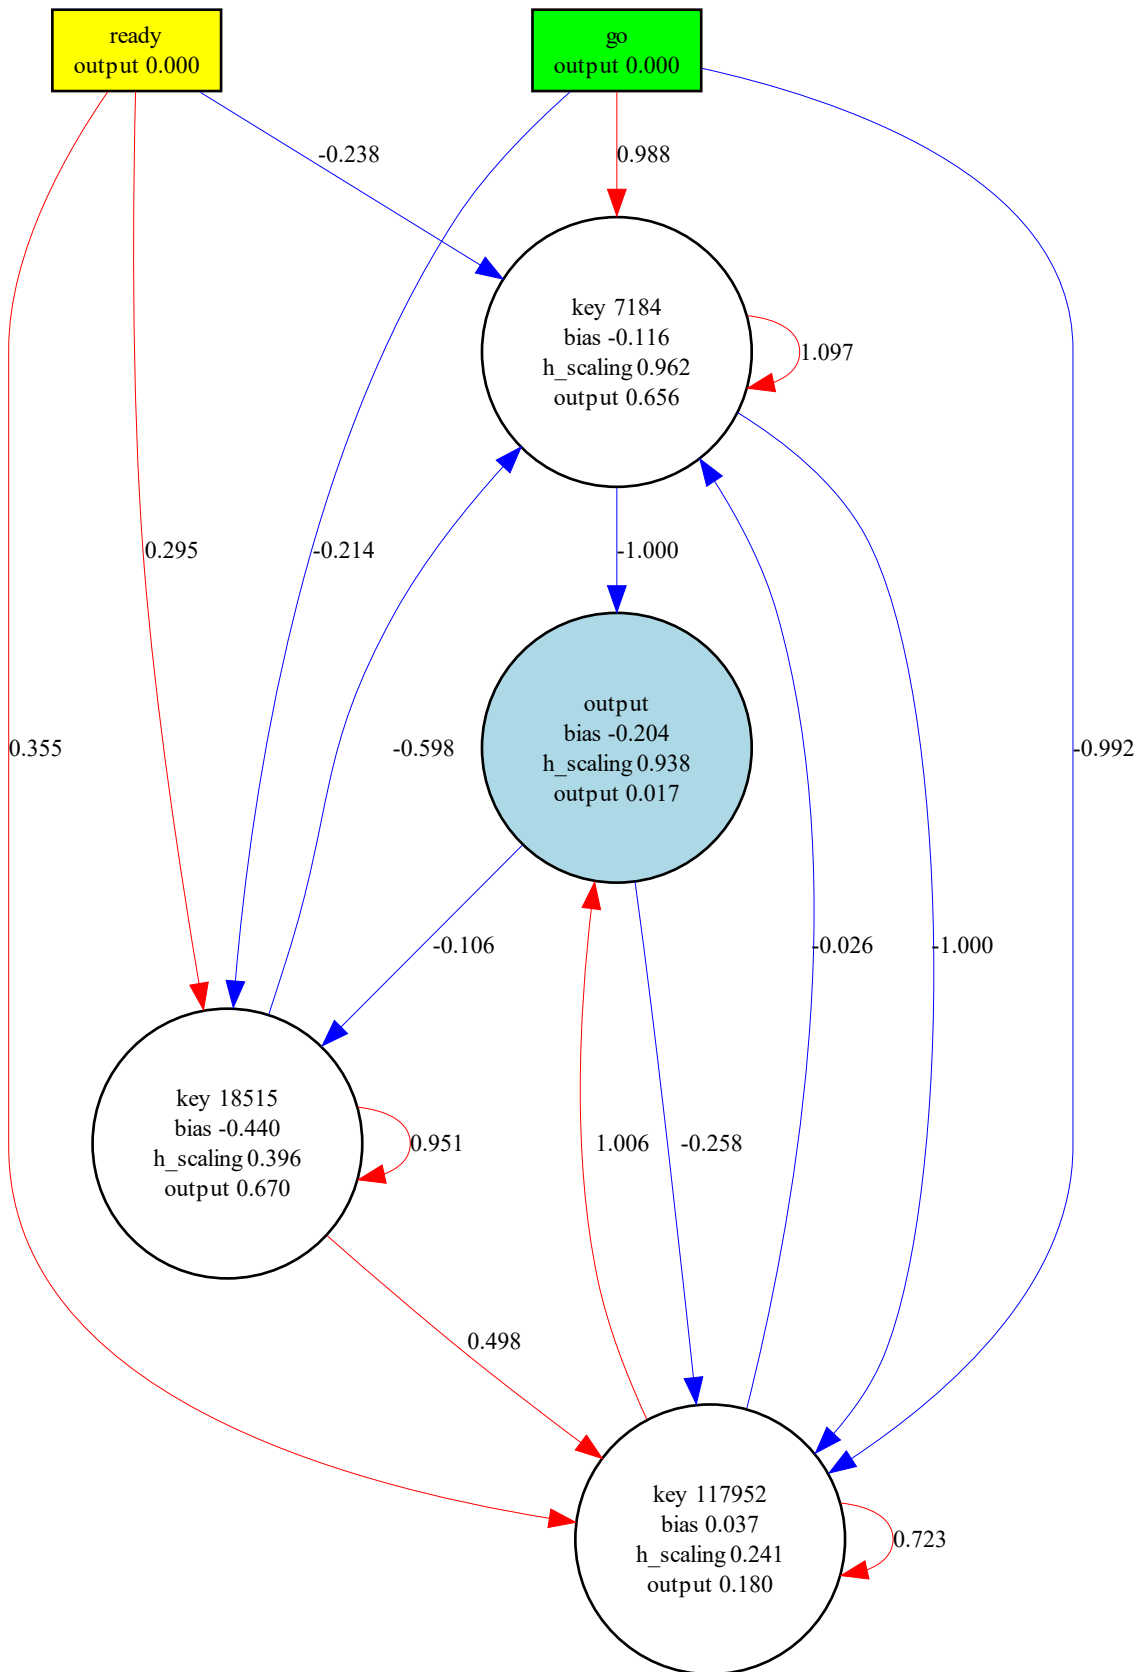 ready
output 0.000
go
output 0.000
-0.238
0.988
key 7184
bias -0.116
h_scaling 0.962
output 0.656
1.097
0.295
-0.214
-1.000
output
bias -0.204
h_scaling 0.938
output 0.017
0.355
-0.598
-0.992
-0.106
-0.026
-1.000
key 18515
bias -0.440
h_scaling 0.396
output 0.670
0.951
1.006
-0.258
0.498
key 117952
bias 0.037
h_scaling 0.241
output 0.180
0.723